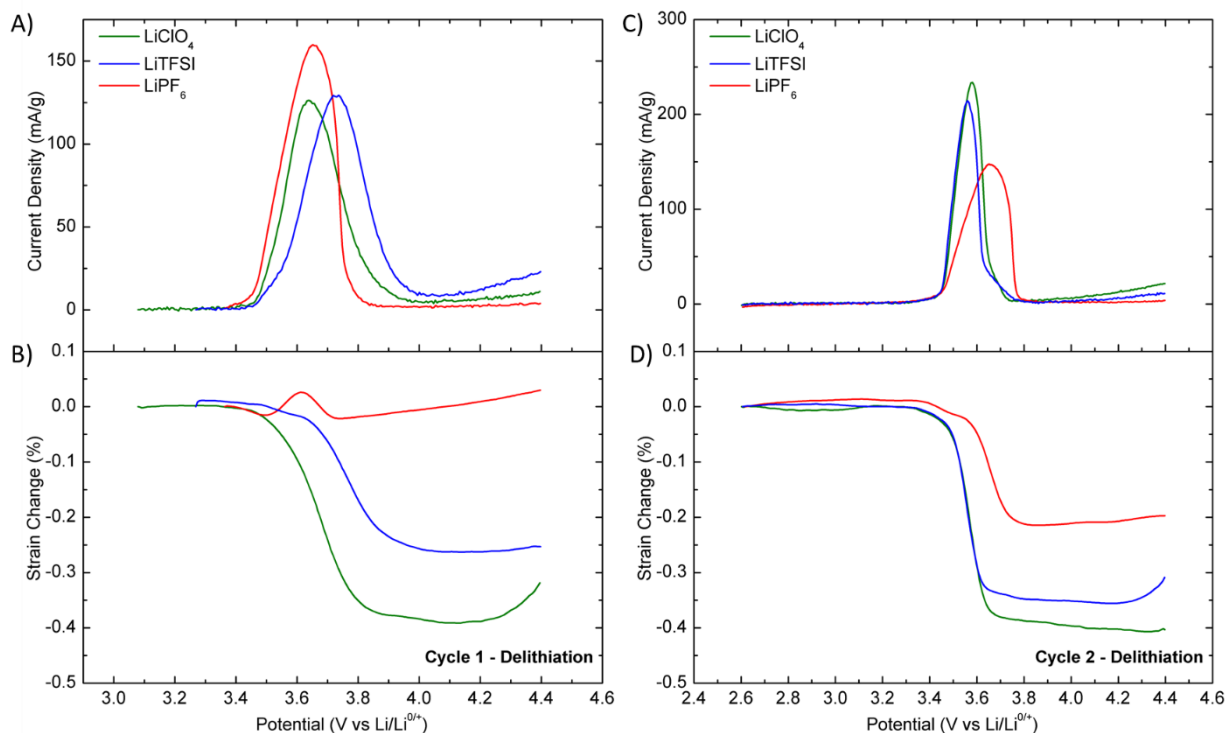 A)
LiClO4
LiTFSI
LiPF6
150
100
50
0
Current Density (mA/g)
B)
0.1
0.0
-0.1
-0.2
-0.3
-0.4
-0.5
Strain Change (%)
Cycle 1 - Delithiation
3.0 3.2 3.4 3.6 3.8 4.0 4.2 4.4 4.6
Potential (V vs Li/Li0/+)
C)
LiClO4
LiTFSI
LiPF6
300
200
100
0
Current Density (mA/g)
D)
0.1
0.0
-0.1
-0.2
-0.3
-0.4
-0.5
Strain Change (%)
Cycle 2 - Delithiation
2.6 2.8 3.0 3.2 3.4 3.6 3.8 4.0 4.2 4.4 4.6
Potential (V vs Li/Li0/+)